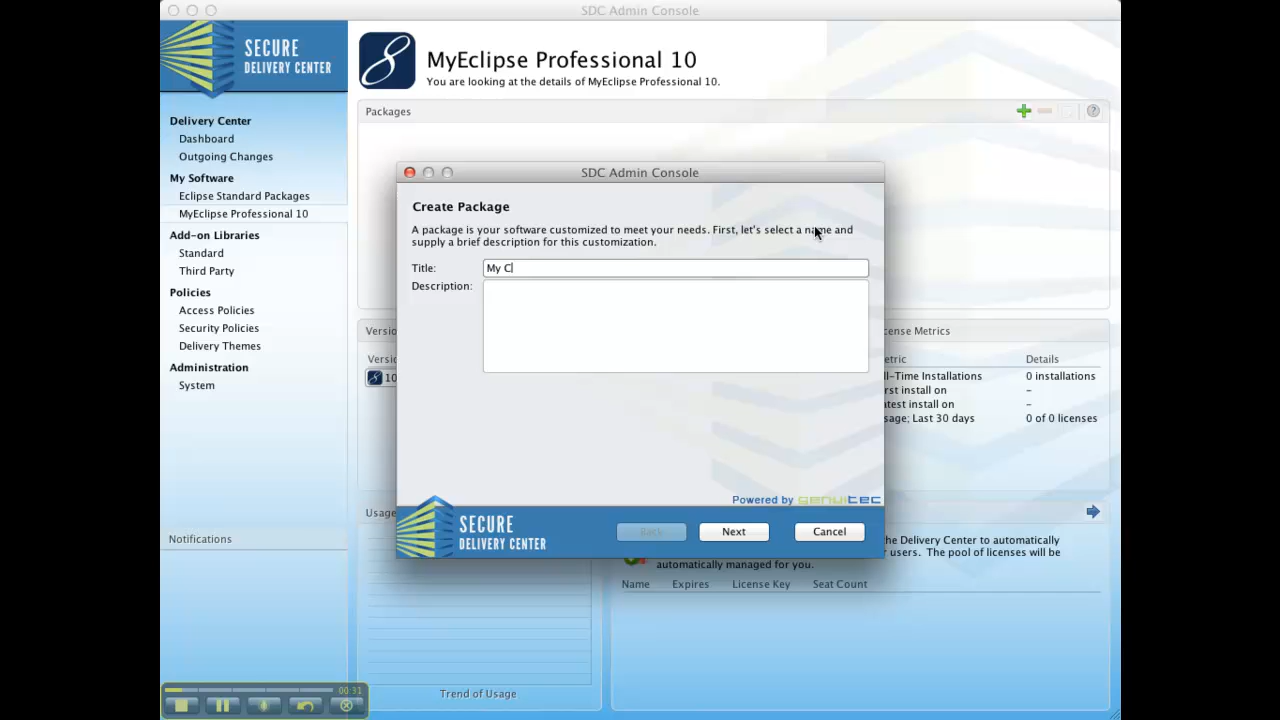 SDC Admin Console
SECURE
DELIVERY CENTER
MyEclipse Professional 10
You are looking at the details of MyEclipse Professional 10.
Packages
Delivery Center
Dashboard
Outgoing Changes
My Software
Eclipse Standard Packages
MyEclipse Professional 10
Add-on Libraries
Standard
Third Party
Policies
Access Policies
Security Policies
Delivery Themes
Administration
System
Notifications
SDC Admin Console
Create Package
A package is your software customized to meet your needs. First, let's select a name and
supply a brief description for this customization.
Title: My C
Description:
Powered by genuitec
SECURE
DELIVERY CENTER
Back Next Cancel
Versio
Versio
10
cense Metrics
etric Details
ll-Time Installations 0 installations
irst install on –
atest install on –
sage; Last 30 days 0 of 0 licenses
Usage
Trend of Usage
he Delivery Center to automatically
users. The pool of licenses will be
automatically managed for you.
Name Expires License Key Seat Count
00:31